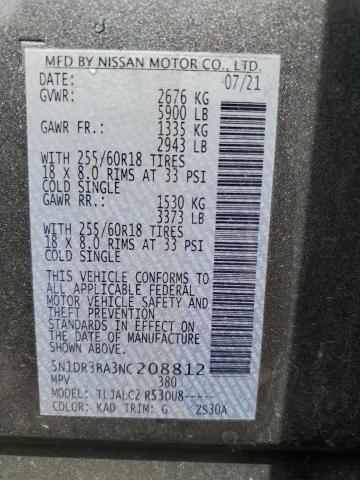 MFD BY NISSAN MOTOR CO., LTD.
DATE: 07/21
GVWR: 2676 KG
5900 LB
GAWR FR.: 1335 KG
2943 LB
WITH 255/60R18 TIRES
18 X 8.0 RIMS AT 33 PSI
COLD SINGLE
GAWR RR.: 1530 KG
3373 LB
WITH 255/60R18 TIRES
18 X 8.0 RIMS AT 33 PSI
COLD SINGLE
THIS VEHICLE CONFORMS TO
ALL APPLICABLE FEDERAL
MOTOR VEHICLE SAFETY AND
THEFT PREVENTION
STANDARDS IN EFFECT ON
THE DATE OF MANUFACTURE
SHOWN ABOVE.
5N1DR3BA3NC208812
MPV 380
MODEL: TLJALC2 R53DU8-----
COLOR: KAD TRIM: G ZS30A